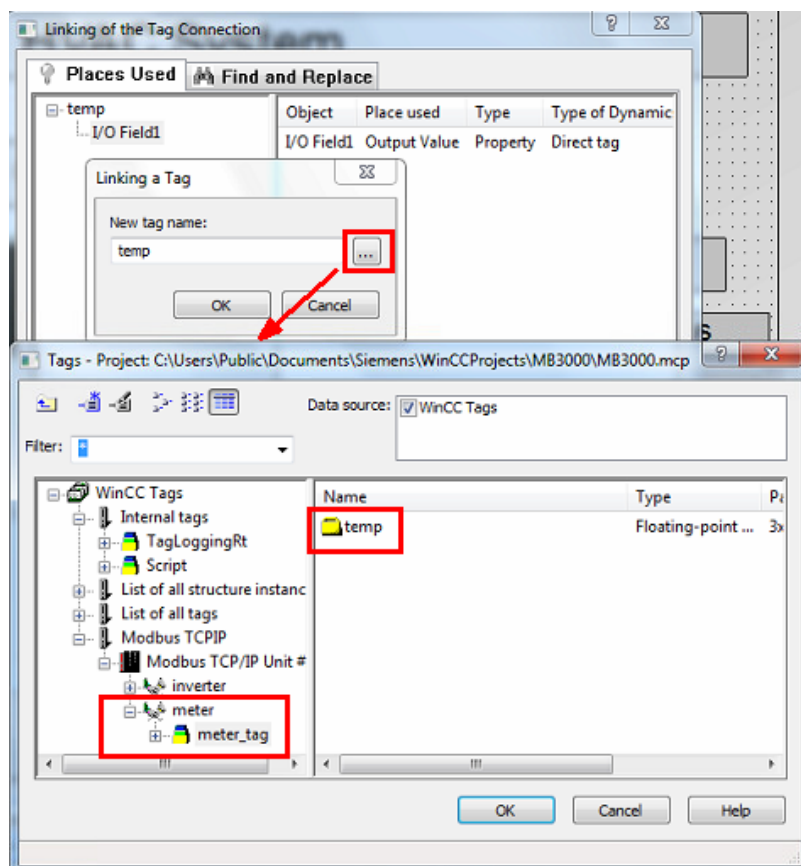 Linking of the Tag Connection
Places Used Find and Replace
temp
I/O Field1
Object Place used Type Type of Dynamic
I/O Field1 Output Value Property Direct tag
Linking a Tag
New tag name:
temp
...
OK Cancel
Tags - Project: C:\Users\Public\Documents\Siemens\WinCCProjects\MB3000\MB3000.mcp
Data source: WinCC Tags
Filter: *
WinCC Tags
Internal tags
TagLoggingRt
Script
List of all structure instanc
List of all tags
Modbus TCPIP
Modbus TCP/IP Unit #
inverter
meter
meter_tag
Name Type Pa
temp Floating-point ... 3x
OK Cancel Help